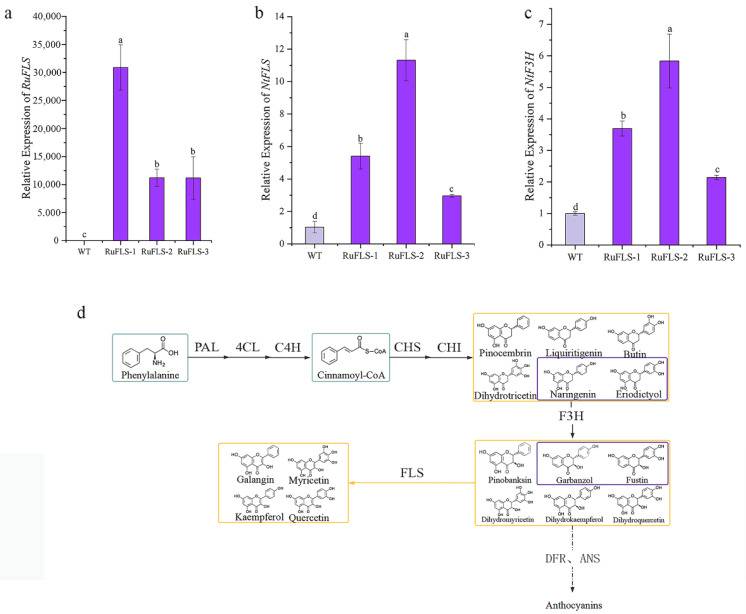 a
Relative Expression of RuFLS
40,000
35,000
30,000
25,000
20,000
15,000
10,000
5,000
0
c
a
b
b
WT
RuFLS-1
RuFLS-2
RuFLS-3
b
Relative Expression of NtFLS
14
12
10
8
6
4
2
0
d
b
a
c
WT
RuFLS-1
RuFLS-2
RuFLS-3
c
Relative Expression of NtF3H
7
6
5
4
3
2
1
0
d
b
a
c
WT
RuFLS-1
RuFLS-2
RuFLS-3
d
Phenylalanine
PAL
4CL
C4H
Cinnamoyl-CoA
CHS
CHI
Pinocembrin
Liquiritigenin
Butin
Dihydrotricetin
Naringenin
Eriodictyol
F3H
Pinobanksin
Garbanzol
Fustin
Dihydromyricetin
Dihydrokaempferol
Dihydroquercetin
FLS
Galangin
Myricetin
Kaempferol
Quercetin
DFR、ANS
Anthocyanins